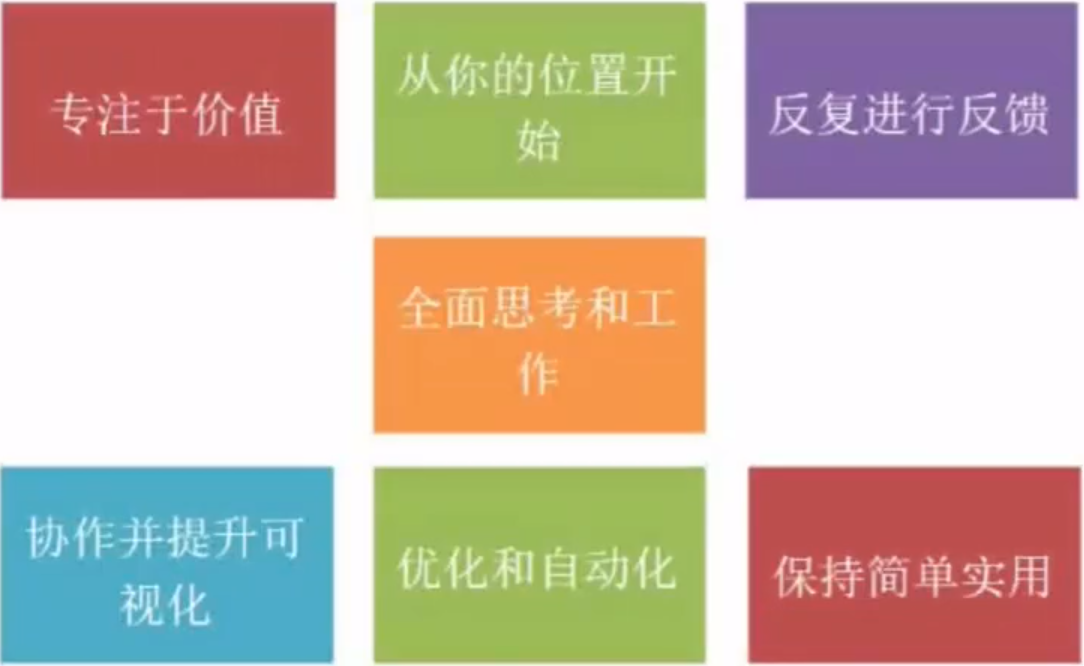 专注于价值
从你的位置开
始
反复进行反馈
全面思考和工
作
协作并提升可
视化
优化和自动化
保持简单实用